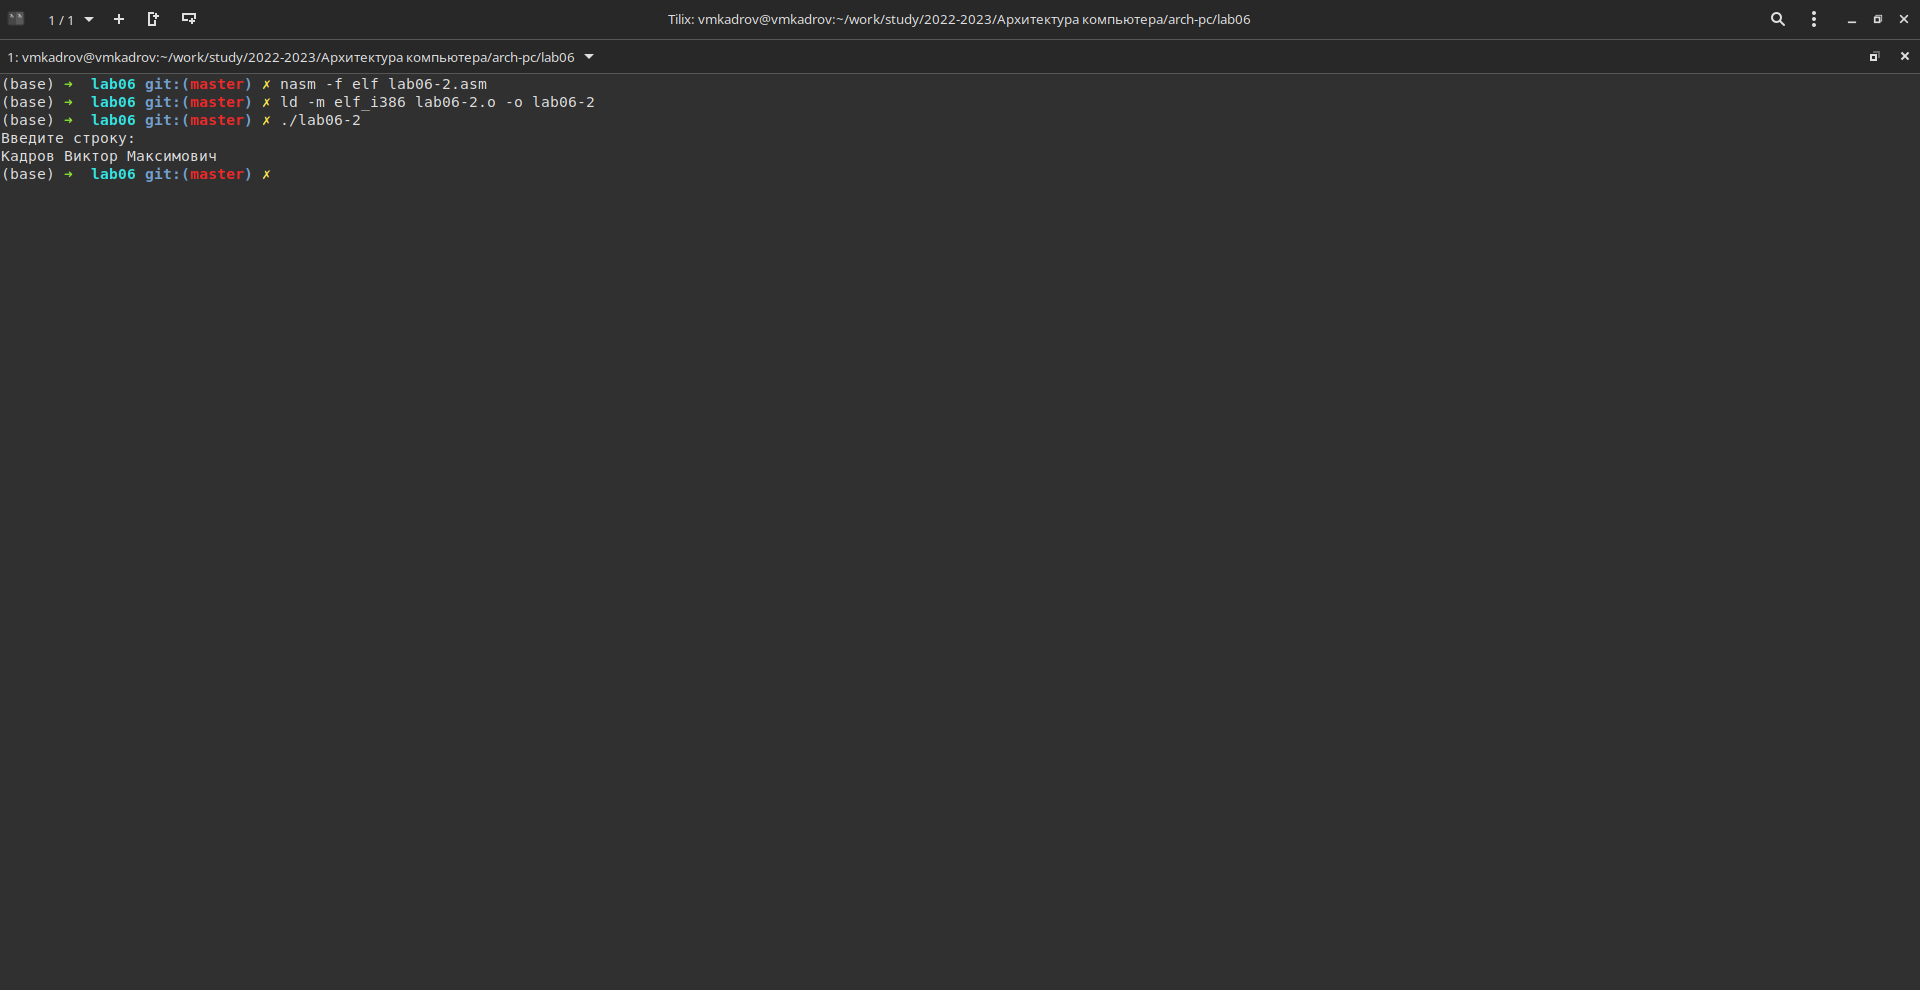 1 / 1
Tilix: vmkadrov@vmkadrov:~/work/study/2022-2023/Архитектура компьютера/arch-pc/lab06
1: vmkadrov@vmkadrov:~/work/study/2022-2023/Архитектура компьютера/arch-pc/lab06
(base) ➜  lab06 git:(master) ✗ nasm -f elf lab06-2.asm
(base) ➜  lab06 git:(master) ✗ ld -m elf_i386 lab06-2.o -o lab06-2
(base) ➜  lab06 git:(master) ✗ ./lab06-2
Введите строку:
Кадров Виктор Максимович
(base) ➜  lab06 git:(master) ✗